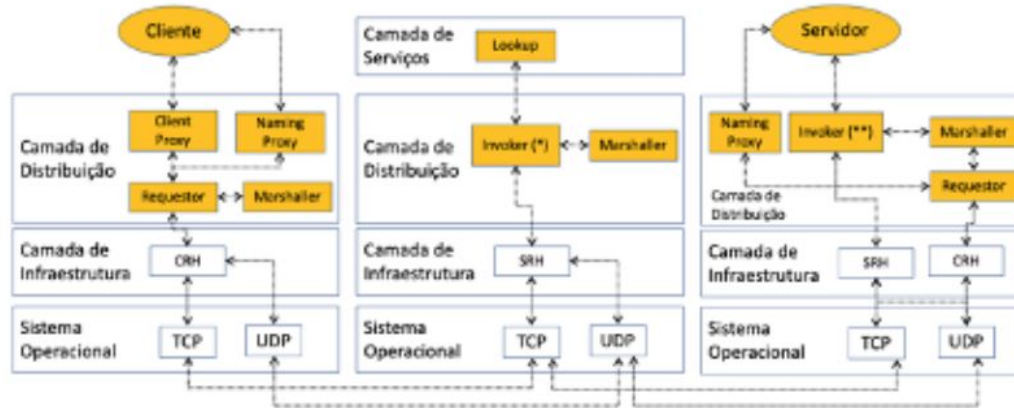 Cliente
Camada de
Serviços
Lookup
Servidor
Camada de
Distribuição
Client
Proxy
Naming
Proxy
Requestor
Marshaller
Camada de
Distribuição
Invoker (*)
Marshaller
Naming
Proxy
Invoker (**)
Marshaller
Requestor
Camada de
Distribuição
Camada de
Infraestrutura
CRH
Camada de
Infraestrutura
SRH
Camada de
Infraestrutura
SRH
CRH
Sistema
Operacional
TCP
UDP
Sistema
Operacional
TCP
UDP
Sistema
Operacional
TCP
UDP